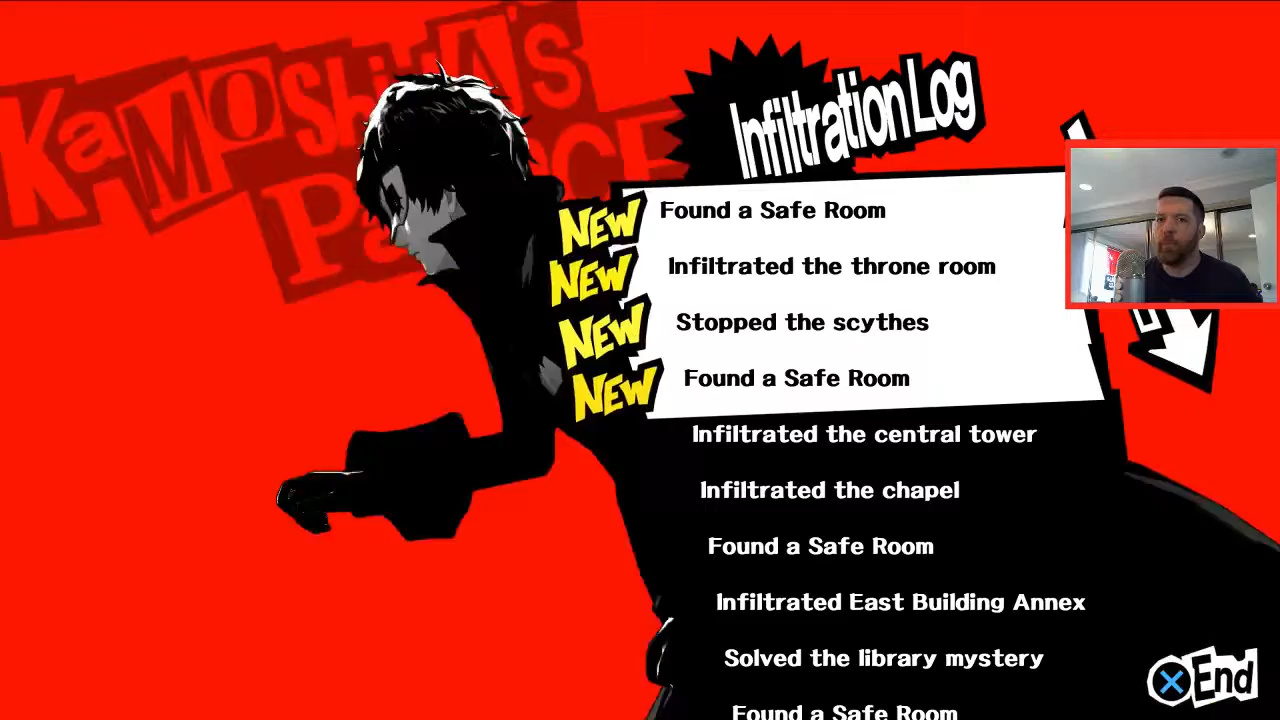 Kamoshida's
Palace
Infiltration Log
NEW Found a Safe Room
NEW Infiltrated the throne room
NEW Stopped the scythes
NEW Found a Safe Room
Infiltrated the central tower
Infiltrated the chapel
Found a Safe Room
Infiltrated East Building Annex
Solved the library mystery
Found a Safe Room
End